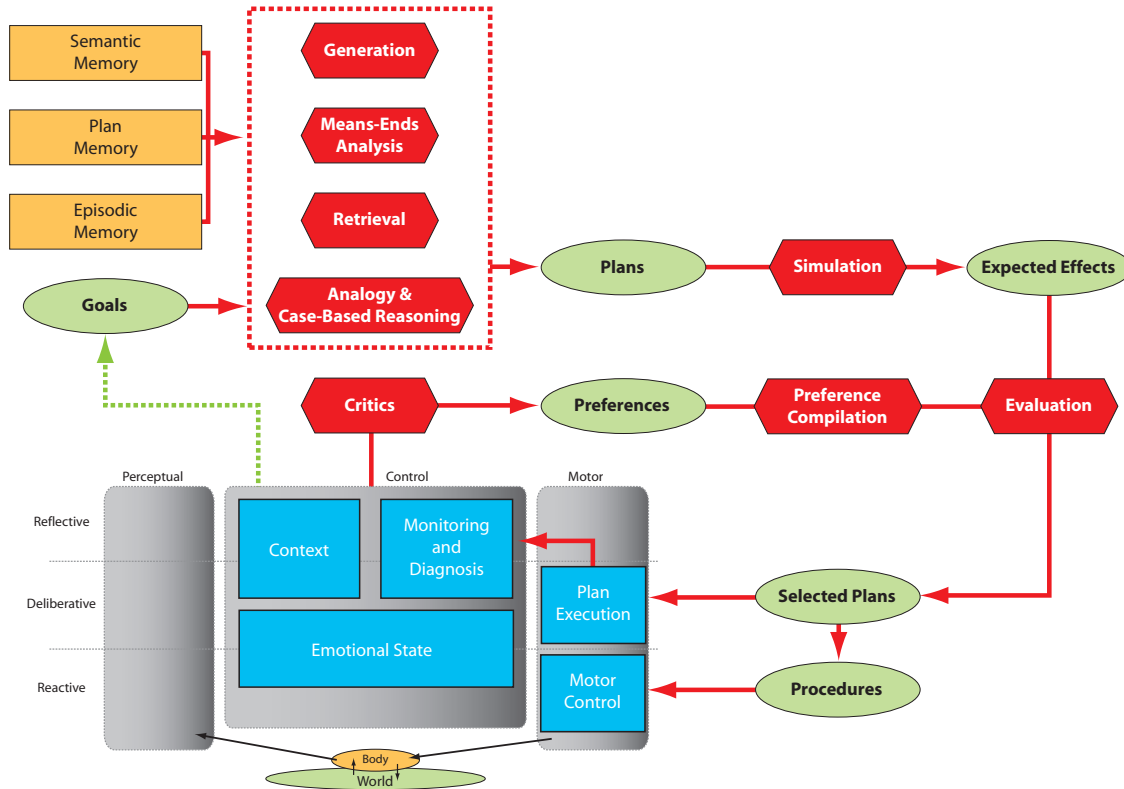 Semantic
Memory
Plan
Memory
Episodic
Memory
Goals
Generation
Means-Ends
Analysis
Retrieval
Analogy &
Case-Based Reasoning
Plans
Simulation
Expected Effects
Critics
Preferences
Preference
Compilation
Evaluation
Perceptual
Control
Motor
Reflective
Deliberative
Reactive
Context
Monitoring
and
Diagnosis
Emotional State
Plan
Execution
Motor
Control
Selected Plans
Procedures
Body
World